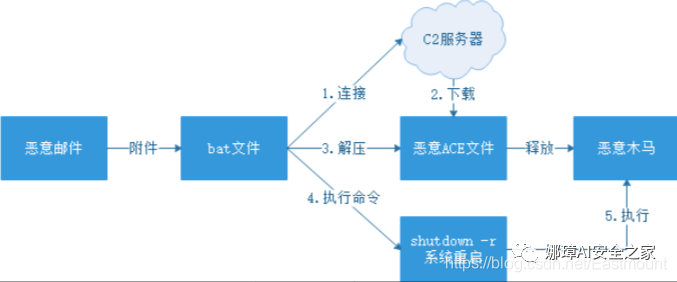 C2服务器
1.连接
2.下载
恶意邮件
附件
bat文件
3.解压
恶意ACE文件
释放
恶意木马
4.执行命令
5.执行
shutdown -r
系统重启
娜璋AI安全之家
https://blog.csdn.net/Eastmount